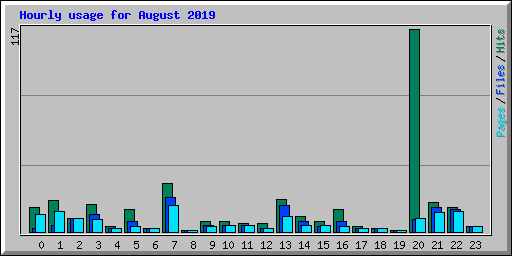 Hourly usage for August 2019
117
Pages/Files/Hits
0 1 2 3 4 5 6 7 8 9 10 11 12 13 14 15 16 17 18 19 20 21 22 23